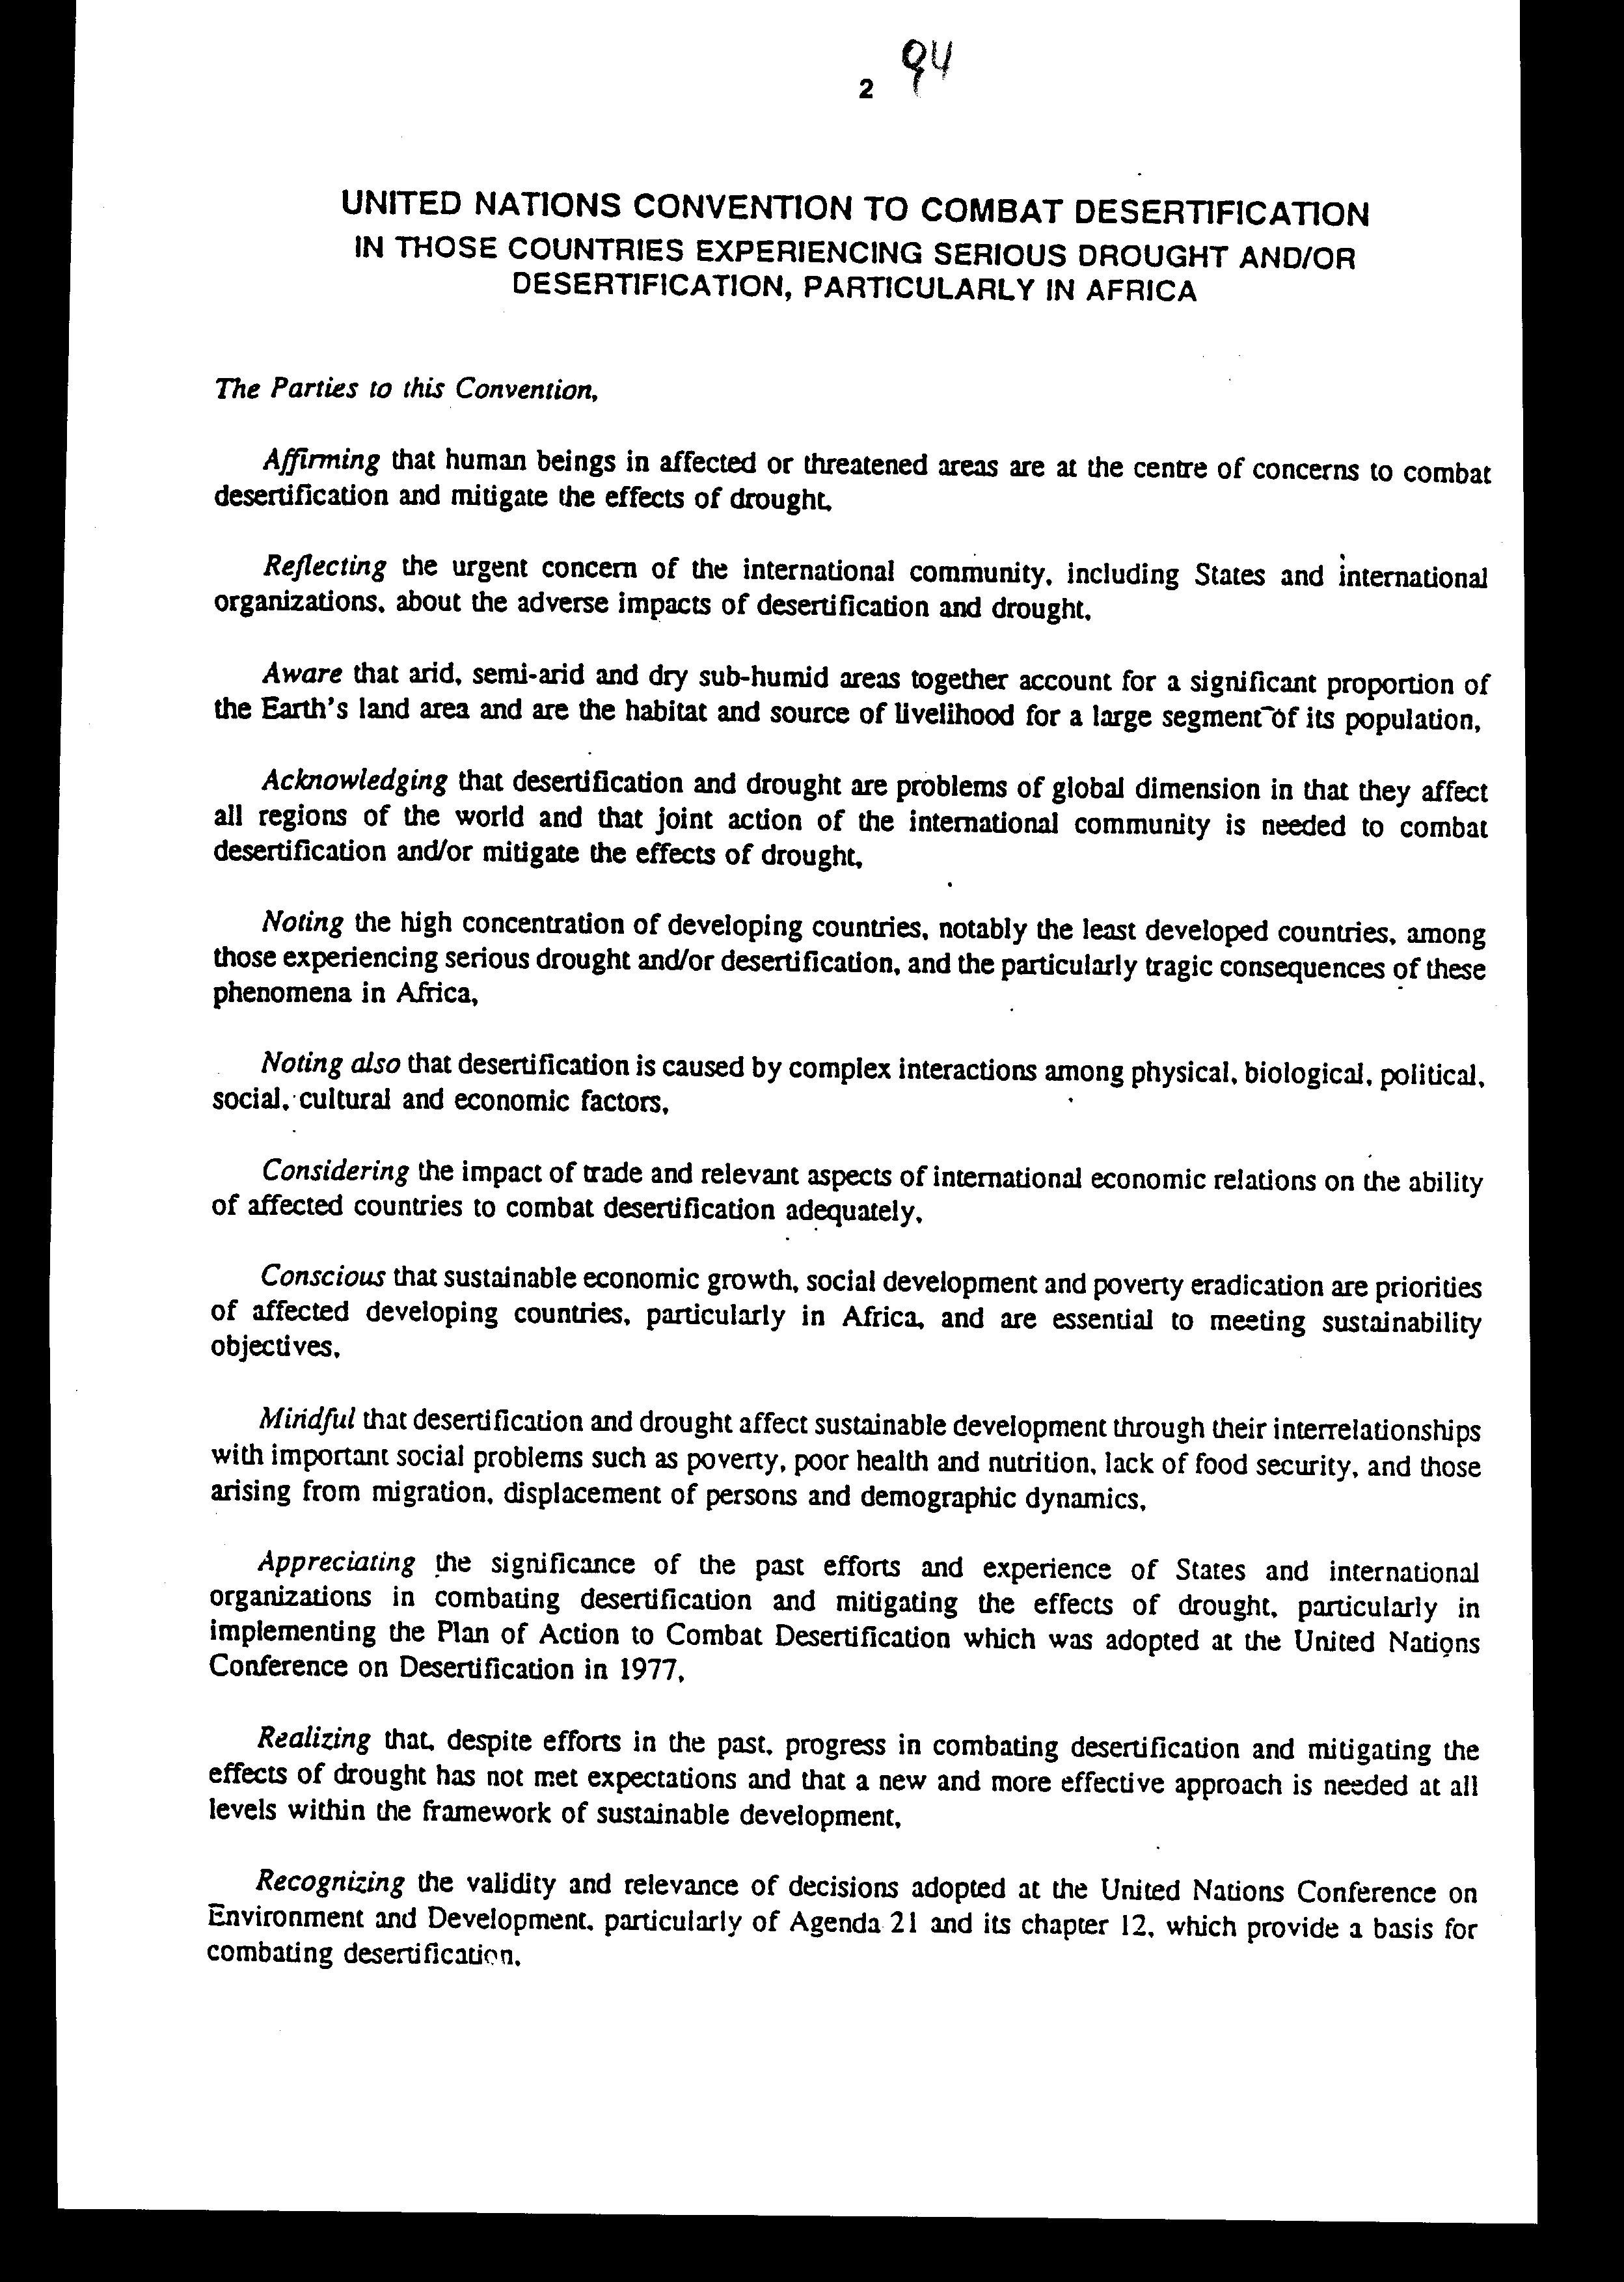 2 94
UNITED NATIONS CONVENTION TO COMBAT DESERTIFICATION
IN THOSE COUNTRIES EXPERIENCING SERIOUS DROUGHT AND/OR
DESERTIFICATION, PARTICULARLY IN AFRICA
The Parties to this Convention,
Affirming that human beings in affected or threatened areas are at the centre of concerns to combat
desertification and mitigate the effects of drought,
Reflecting the urgent concern of the international community, including States and international
organizations, about the adverse impacts of desertification and drought,
Aware that arid, semi-arid and dry sub-humid areas together account for a significant proportion of
the Earth's land area and are the habitat and source of livelihood for a large segment of its population,
Acknowledging that desertification and drought are problems of global dimension in that they affect
all regions of the world and that joint action of the international community is needed to combat
desertification and/or mitigate the effects of drought,
Noting the high concentration of developing countries, notably the least developed countries, among
those experiencing serious drought and/or desertification, and the particularly tragic consequences of these
phenomena in Africa,
Noting also that desertification is caused by complex interactions among physical, biological, political,
social, cultural and economic factors,
Considering the impact of trade and relevant aspects of international economic relations on the ability
of affected countries to combat desertification adequately,
Conscious that sustainable economic growth, social development and poverty eradication are priorities
of affected developing countries, particularly in Africa, and are essential to meeting sustainability
objectives,
Mindful that desertification and drought affect sustainable development through their interrelationships
with important social problems such as poverty, poor health and nutrition, lack of food security, and those
arising from migration, displacement of persons and demographic dynamics,
Appreciating the significance of the past efforts and experience of States and international
organizations in combating desertification and mitigating the effects of drought, particularly in
implementing the Plan of Action to Combat Desertification which was adopted at the United Nations
Conference on Desertification in 1977,
Realizing that, despite efforts in the past, progress in combating desertification and mitigating the
effects of drought has not met expectations and that a new and more effective approach is needed at all
levels within the framework of sustainable development,
Recognizing the validity and relevance of decisions adopted at the United Nations Conference on
Environment and Development, particularly of Agenda 21 and its chapter 12, which provide a basis for
combating desertification,